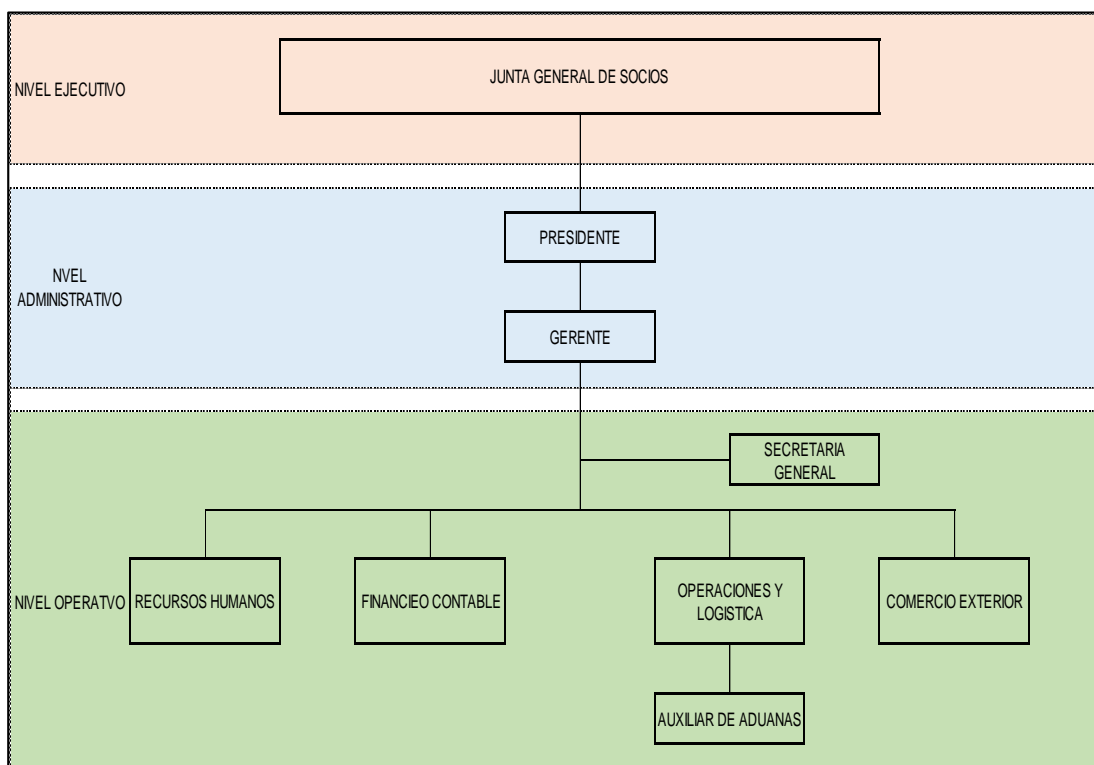 NIVEL EJECUTIVO
JUNTA GENERAL DE SOCIOS
PRESIDENTE
NVEL
ADMINISTRATIVO
GERENTE
SECRETARIA
GENERAL
NIVEL OPERATVO
RECURSOS HUMANOS
FINANCIEO CONTABLE
OPERACIONES Y
LOGISTICA
COMERCIO EXTERIOR
AUXILIAR DE ADUANAS